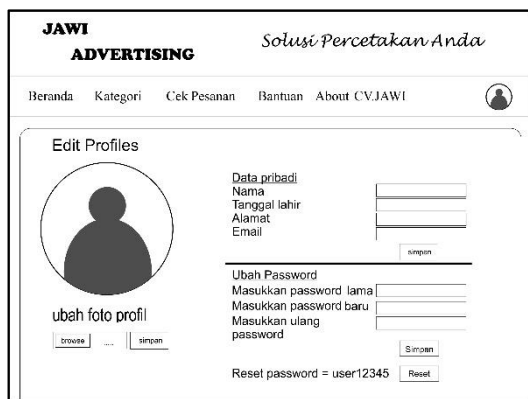 JAWI
ADVERTISING
Solusi Percetakan Anda
Beranda Kategori Cek Pesanan Bantuan About CV.JAWI
Edit Profiles
ubah foto profil
browse ..... simpan
Data pribadi
Nama
Tanggal lahir
Alamat
Email
simpan
Ubah Password
Masukkan password lama
Masukkan password baru
Masukkan ulang
password
Simpan
Reset password = user12345 Reset